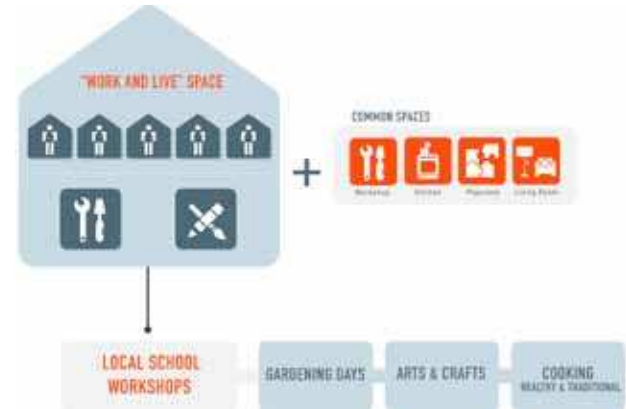 "WORK AND LIVE" SPACE
COMMON SPACES
Workshop Kitchen Playroom Living Room
LOCAL SCHOOL
WORKSHOPS
GARDENING DAYS
ARTS & CRAFTS
COOKING
HEALTHY & TRADITIONAL